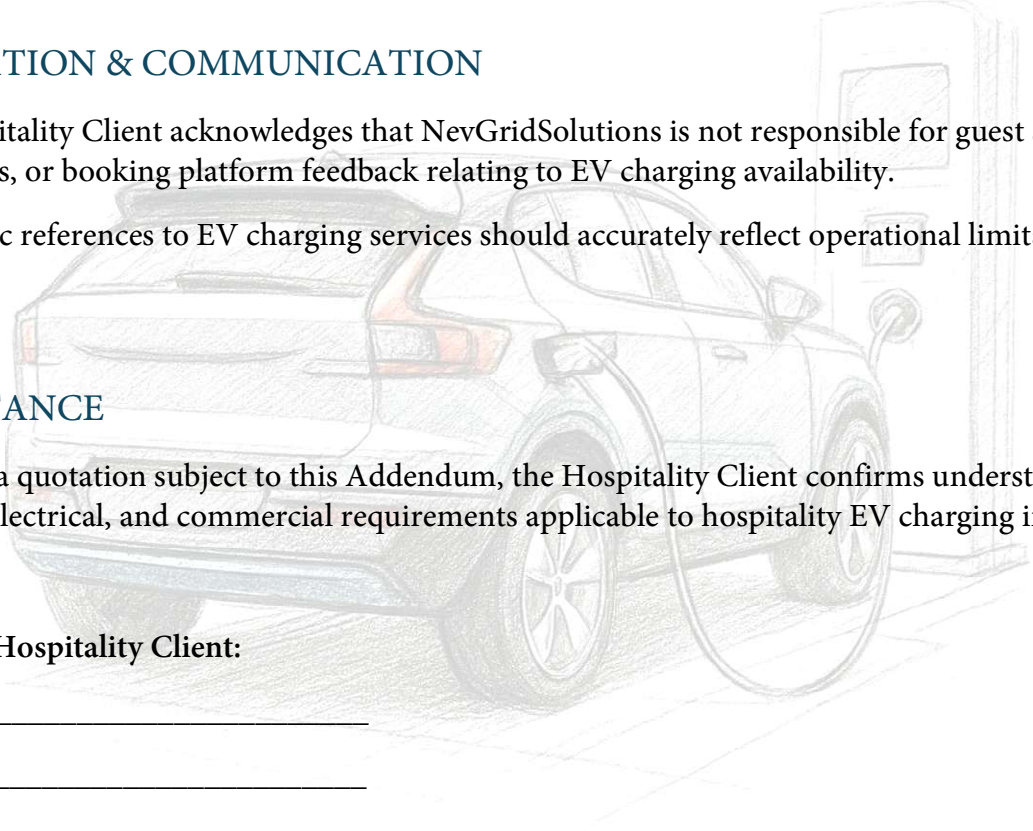 TION & COMMUNICATION
itality Client acknowledges that NevGridSolutions is not responsible for guest
s, or booking platform feedback relating to EV charging availability.
c references to EV charging services should accurately reflect operational limit
ANCE
a quotation subject to this Addendum, the Hospitality Client confirms underst
lectrical, and commercial requirements applicable to hospitality EV charging i
Hospitality Client: